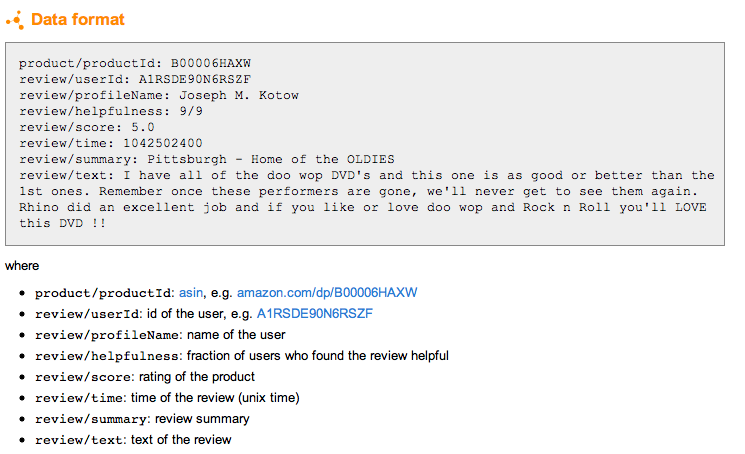 Data format
product/productId: B00006HAXW
review/userId: A1RSDE90N6RSZF
review/profileName: Joseph M. Kotow
review/helpfulness: 9/9
review/score: 5.0
review/time: 1042502400
review/summary: Pittsburgh - Home of the OLDIES
review/text: I have all of the doo wop DVD's and this one is as good or better than the
1st ones. Remember once these performers are gone, we'll never get to see them again.
Rhino did an excellent job and if you like or love doo wop and Rock n Roll you'll LOVE
this DVD !!
where
• product/productId: asin, e.g. amazon.com/dp/B00006HAXW
• review/userId: id of the user, e.g. A1RSDE90N6RSZF
• review/profileName: name of the user
• review/helpfulness: fraction of users who found the review helpful
• review/score: rating of the product
• review/time: time of the review (unix time)
• review/summary: review summary
• review/text: text of the review